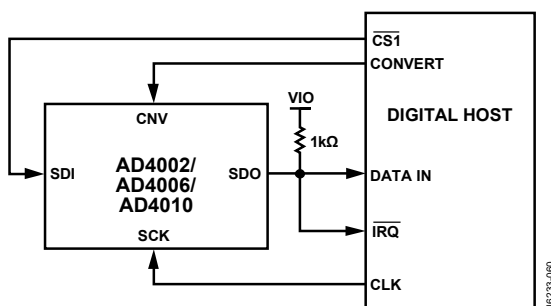 CS1
CONVERT
VIO
DIGITAL HOST
CNV
1kΩ
AD4002/
AD4006/
AD4010
SDI
SDO
DATA IN
SCK
IRQ
CLK